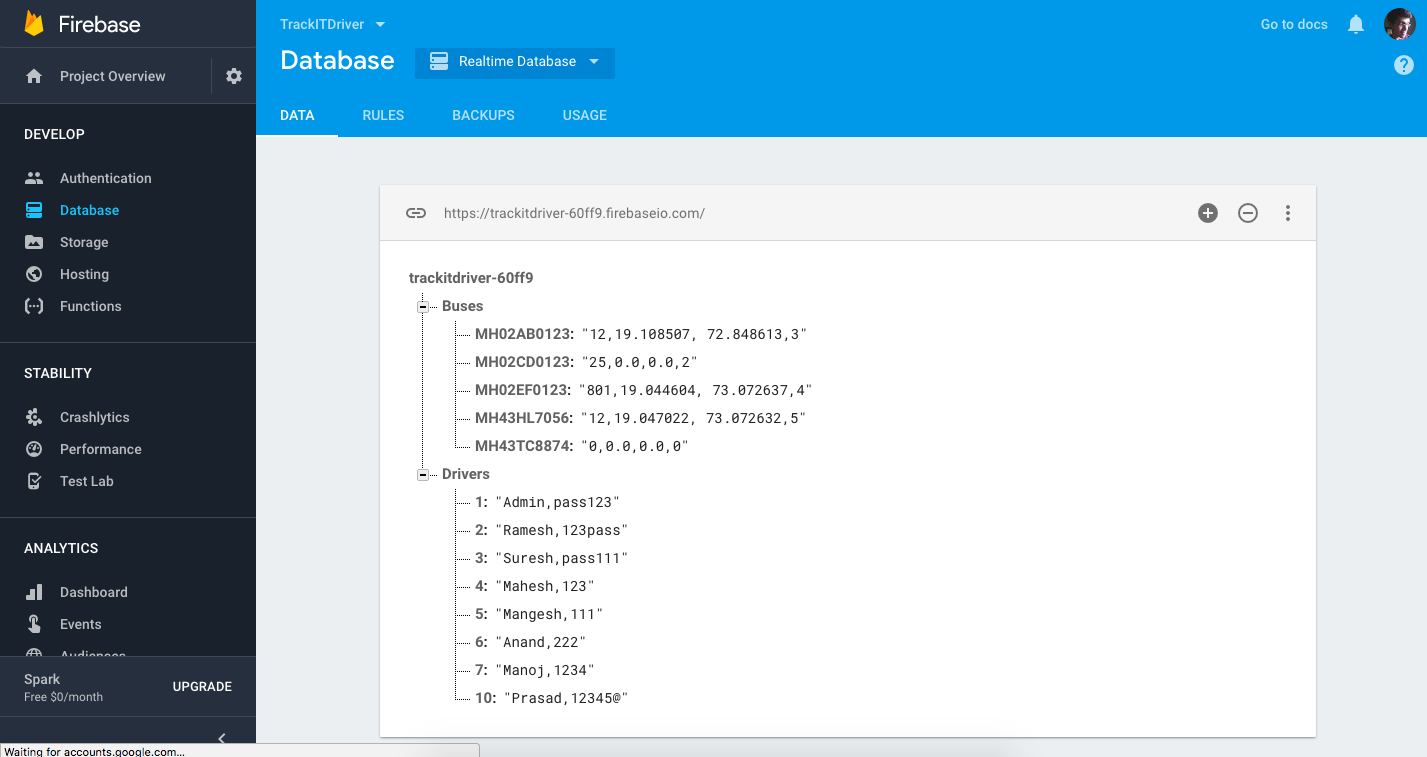 Firebase
Project Overview
DEVELOP
Authentication
Database
Storage
Hosting
Functions
STABILITY
Crashlytics
Performance
Test Lab
ANALYTICS
Dashboard
Events
Audiences
Spark
Free $0/month
UPGRADE
Waiting for accounts.google.com...
TrackITDriver
Go to docs
Database
Realtime Database
DATA RULES BACKUPS USAGE
https://trackitdriver-60ff9.firebaseio.com/
trackitdriver-60ff9
Buses
MH02AB0123: "12,19.108507, 72.848613,3"
MH02CD0123: "25,0.0,0.0,2"
MH02EF0123: "801,19.044604, 73.072637,4"
MH43HL7056: "12,19.047022, 73.072632,5"
MH43TC8874: "0,0.0,0.0,0"
Drivers
1: "Admin,pass123"
2: "Ramesh,123pass"
3: "Suresh,pass111"
4: "Mahesh,123"
5: "Mangesh,111"
6: "Anand,222"
7: "Manoj,1234"
10: "Prasad,12345@"